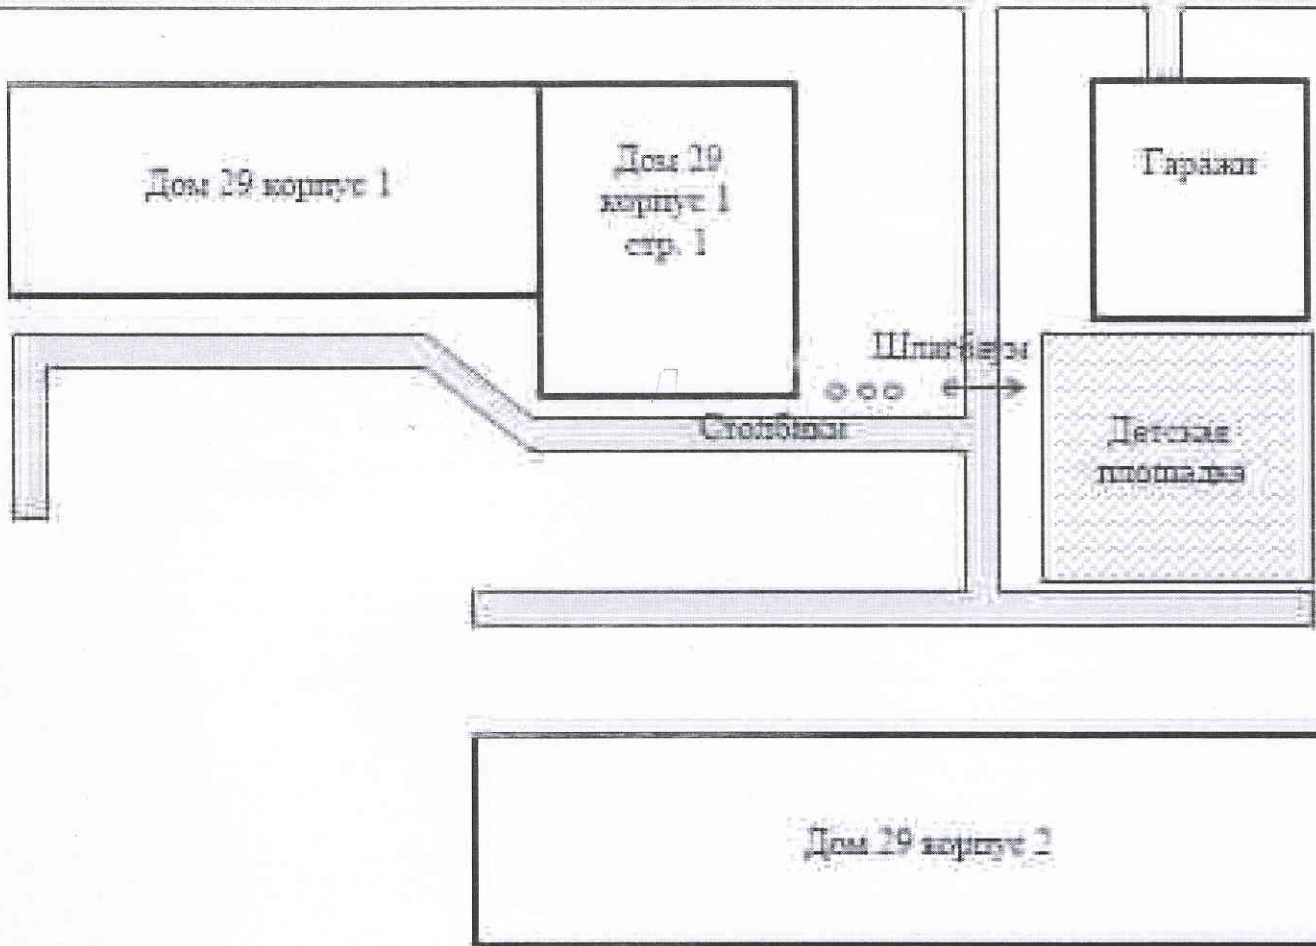 Дом 29 корпус 1
Дом 29
корпус 1
стр. 1
Гаражи
Шлагбаум
Столбики
Детская
площадка
Дом 29 корпус 2